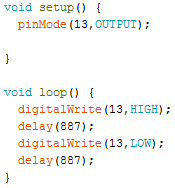 void setup() {
pinMode(13,OUTPUT);
}
void loop() {
digitalWrite(13,HIGH);
delay(887);
digitalWrite(13,LOW);
delay(887);
}